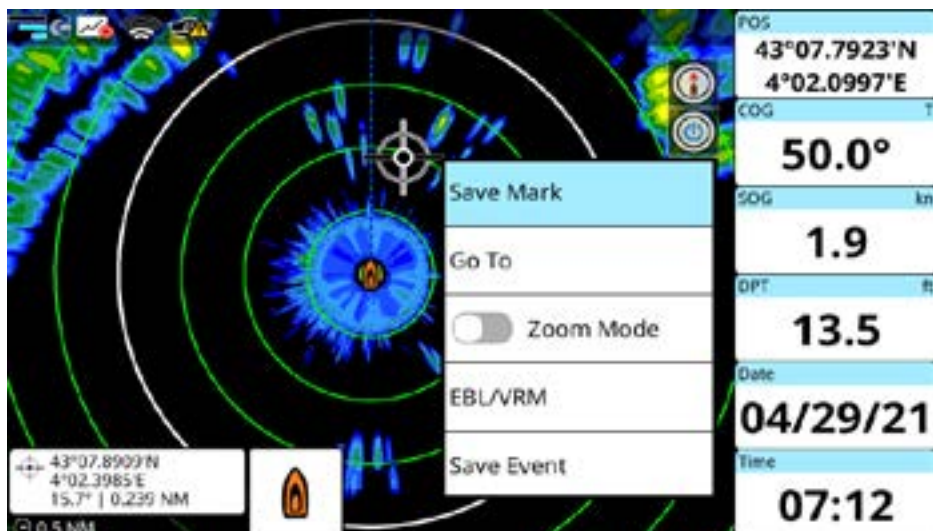 POS
43°07.7923'N
4°02.0997'E
COG T
50.0°
SOG kn
1.9
DPT ft
13.5
Date
04/29/21
Time
07:12
Save Mark
Go To
Zoom Mode
EBL/VRM
Save Event
43°07.8909'N
4°02.3985'E
15.7° | 0.239 NM
0.5 NM